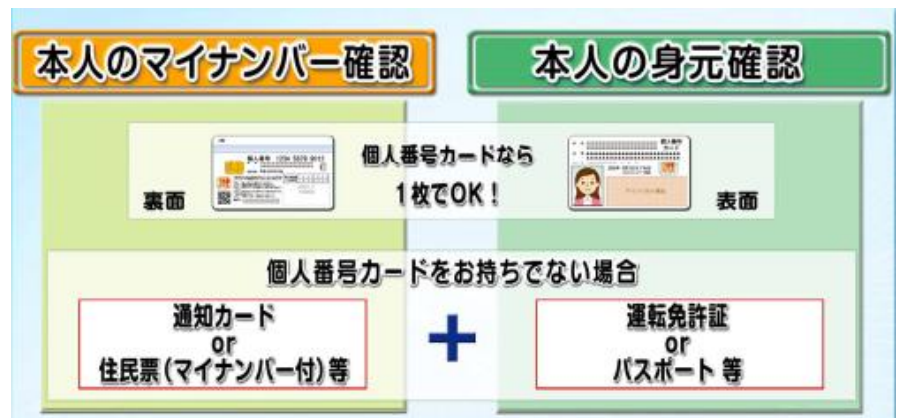 本人のマイナンバー確認
本人の身元確認
個人番号カードなら
1枚でOK!
裏面
表面
個人番号カードをお持ちでない場合
通知カード
or
住民票(マイナンバー付)等
+
運転免許証
or
パスポート 等